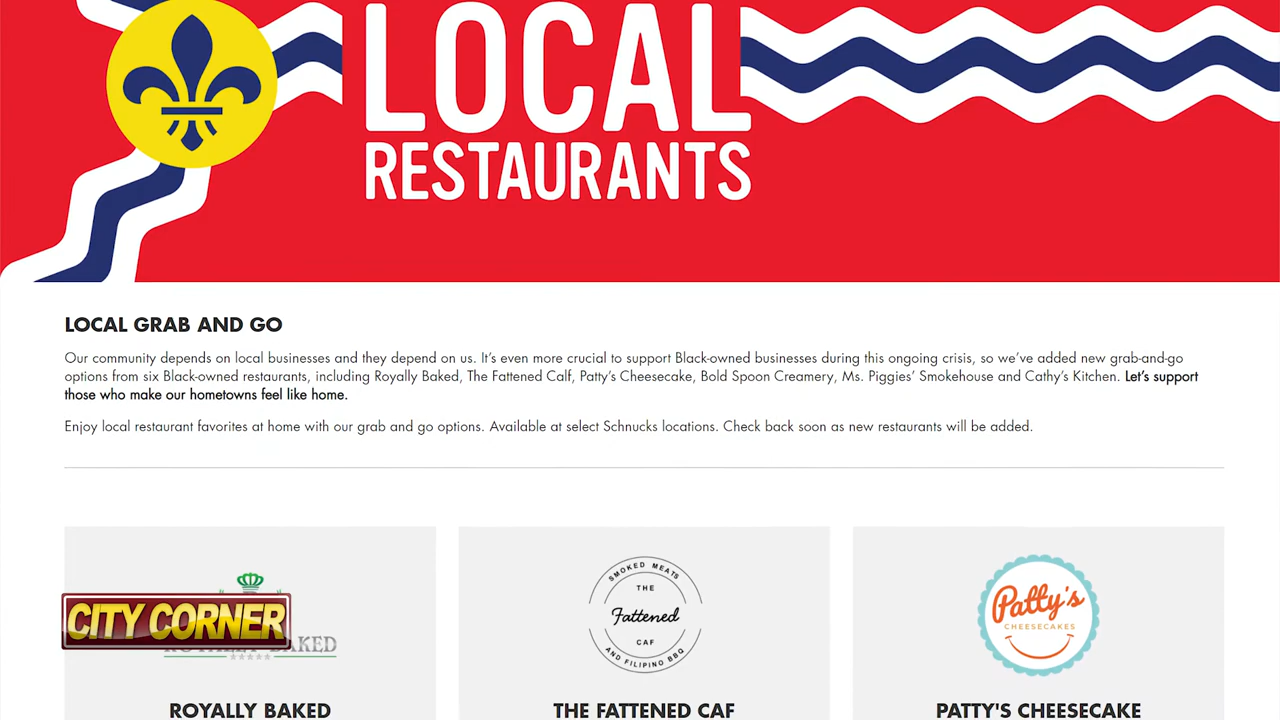 LOCAL
RESTAURANTS
LOCAL GRAB AND GO
Our community depends on local businesses and they depend on us. It's even more crucial to support Black-owned businesses during this ongoing crisis, so we've added new grab-and-go
options from six Black-owned restaurants, including Royally Baked, The Fattened Calf, Patty's Cheesecake, Bold Spoon Creamery, Ms. Piggies' Smokehouse and Cathy's Kitchen. Let's support
those who make our hometowns feel like home.
Enjoy local restaurant favorites at home with our grab and go options. Available at select Schnucks locations. Check back soon as new restaurants will be added.
CITY CORNER
BAKED
SMOKED MEATS
THE
Fattened
CAF
AND FILIPINO BBQ
Patty's
CHEESECAKES
ROYALLY BAKED
THE FATTENED CAF
PATTY'S CHEESECAKE